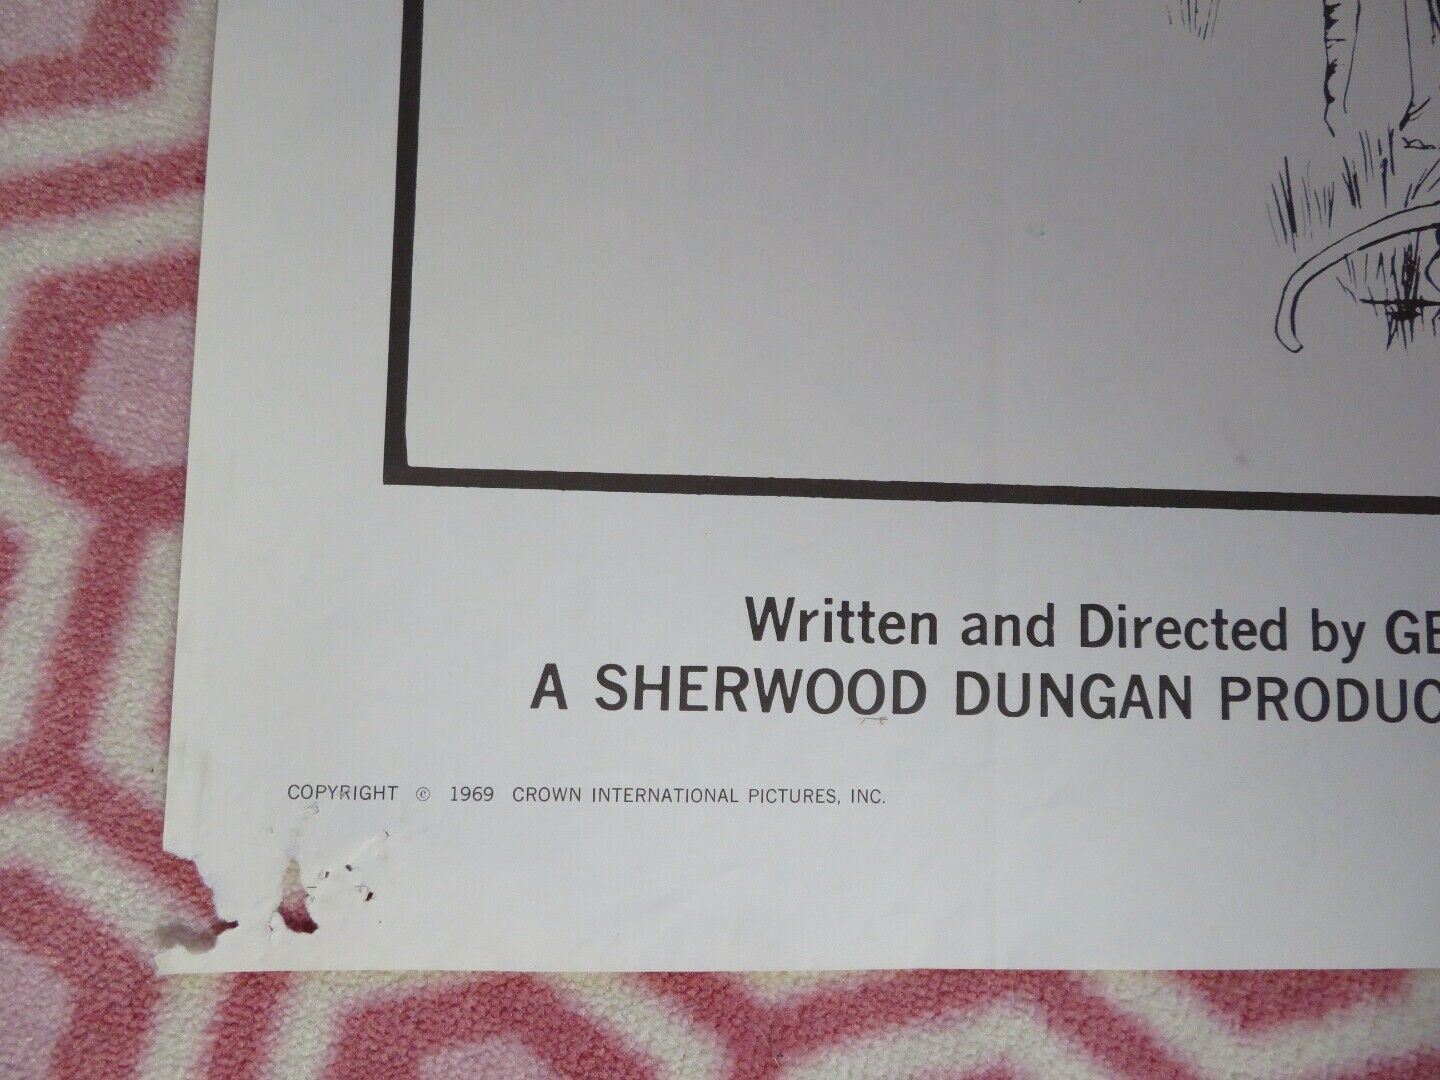 Written and Directed by GE
A SHERWOOD DUNGAN PRODUC
COPYRIGHT © 1969 CROWN INTERNATIONAL PICTURES, INC.